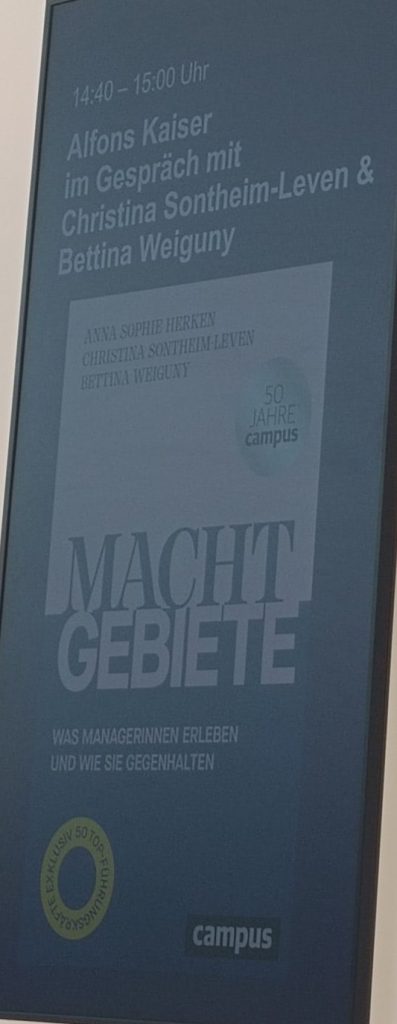 14:40 – 15:00 Uhr
Alfons Kaiser
im Gespräch mit
Christina Sontheim-Leven &
Bettina Weiguny
ANNA SOPHIE HERKEN
CHRISTINA SONTHEIM-LEVEN
BETTINA WEIGUNY
50
JAHRE
campus
MACHT
GEBIETE
WAS MANAGERINNEN ERLEBEN
UND WIE SIE GEGENHALTEN
EXKLUSIV 50 TOP-FÜHRUNGSKRÄFTE
campus